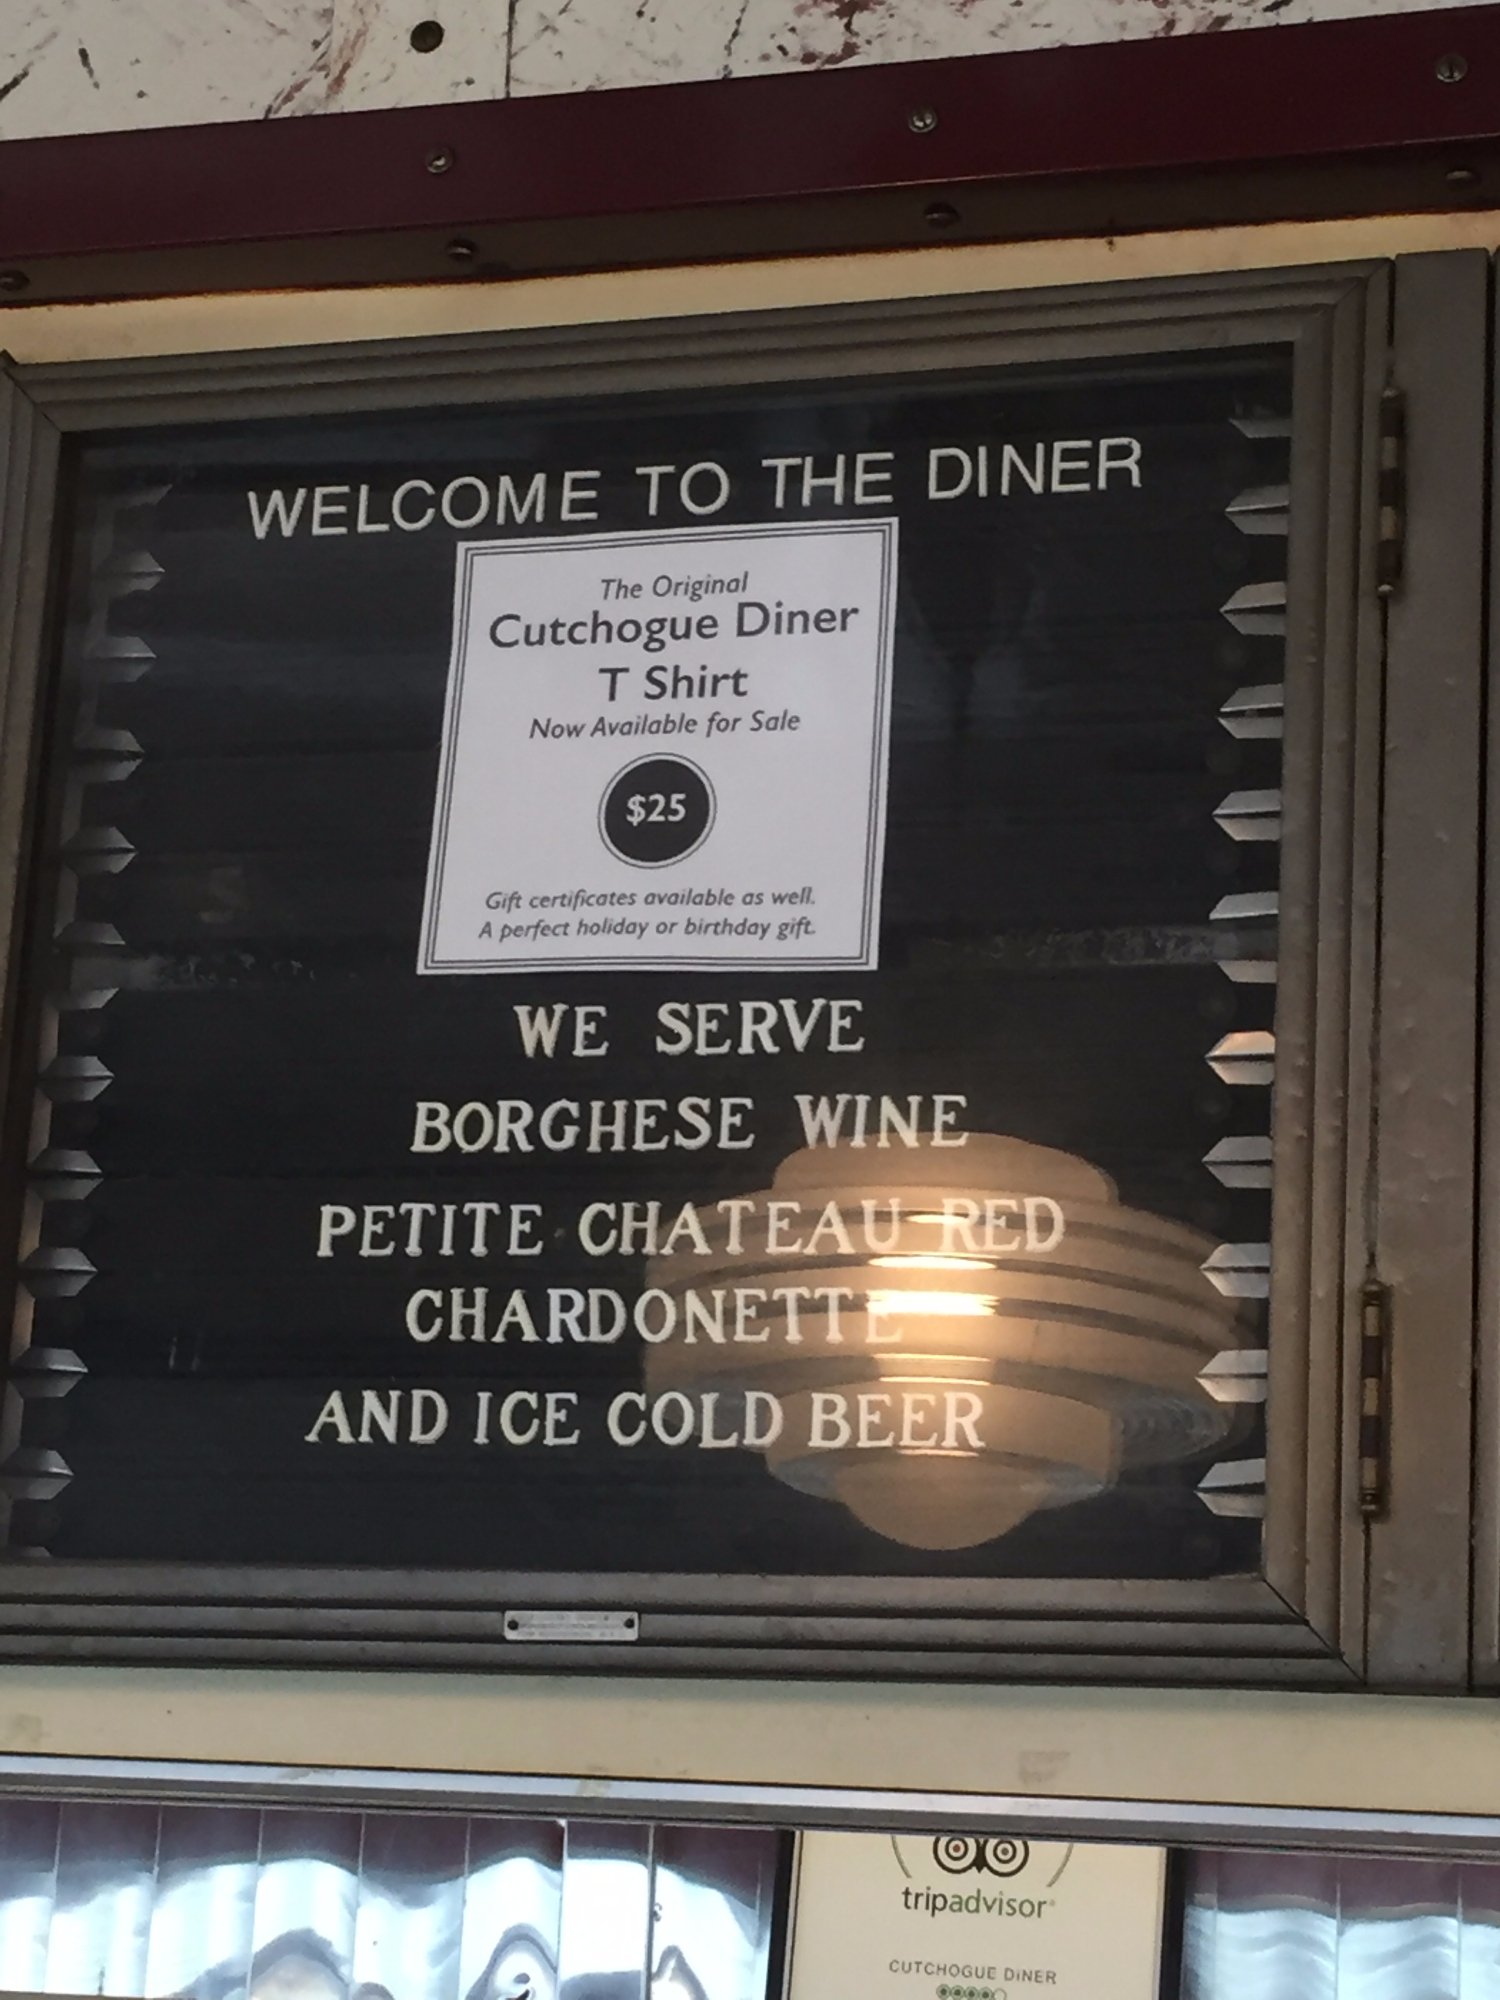 WELCOME TO THE DINER
The Original
Cutchogue Diner
T Shirt
Now Available for Sale
$25
Gift certificates available as well.
A perfect holiday or birthday gift.
WE SERVE
BORGHESE WINE
PETITE CHATEAU RED
CHARDONETTE
AND ICE COLD BEER
tripadvisor
CUTCHOGUE DINER